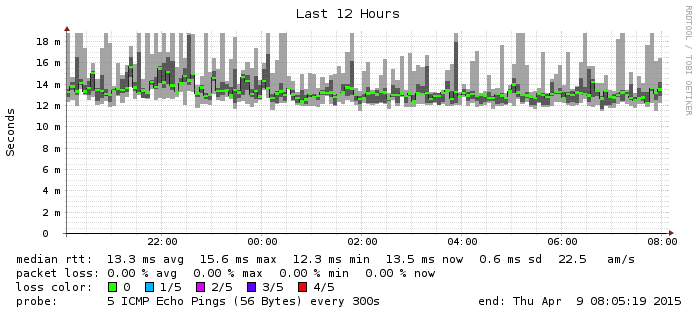 Last 12 Hours
RRDTOOL / TOBI OETIKER
Seconds
18 m
16 m
14 m
12 m
10 m
8 m
6 m
4 m
2 m
0
22:00 00:00 02:00 04:00 06:00 08:00
median rtt: 13.3 ms avg 15.6 ms max 12.3 ms min 13.5 ms now 0.6 ms sd 22.5 am/s
packet loss: 0.00 % avg 0.00 % max 0.00 % min 0.00 % now
loss color: 0 1/5 2/5 3/5 4/5
probe: 5 ICMP Echo Pings (56 Bytes) every 300s end: Thu Apr 9 08:05:19 2015